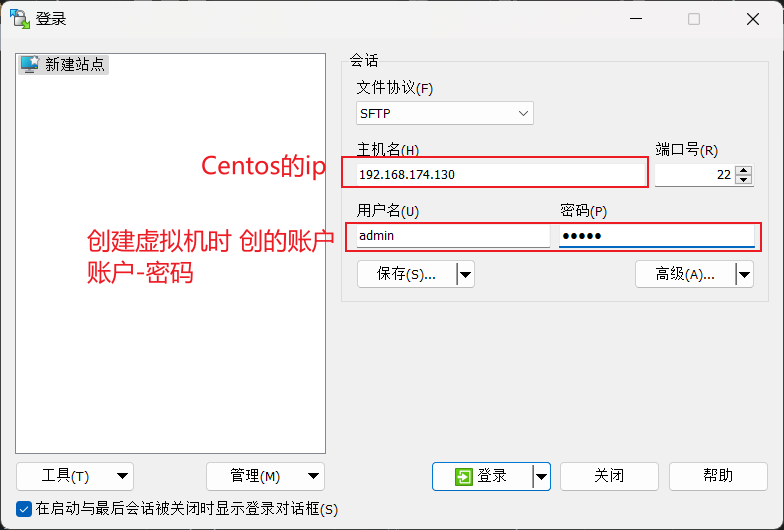 登录
新建站点
会话
文件协议(F)
SFTP
主机名(H)
端口号(R)
Centos的ip
192.168.174.130
22
用户名(U)
密码(P)
创建虚拟机时 创的账户
账户-密码
admin
●●●●●
保存(S)...
高级(A)...
工具(T)
管理(M)
登录
关闭
帮助
在启动与最后会话被关闭时显示登录对话框(S)